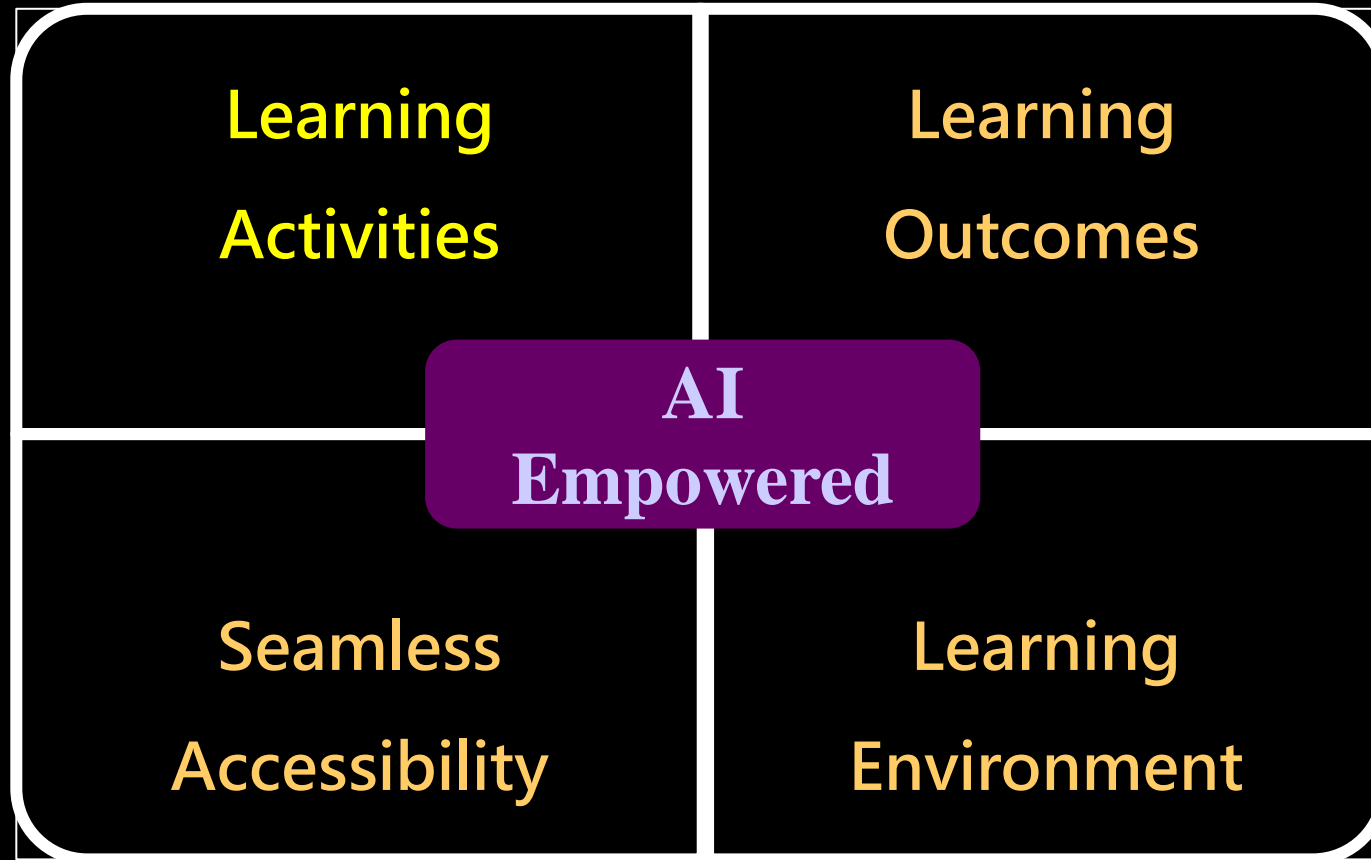 Learning
Activities
Learning
Outcomes
AI
Empowered
Seamless
Accessibility
Learning
Environment